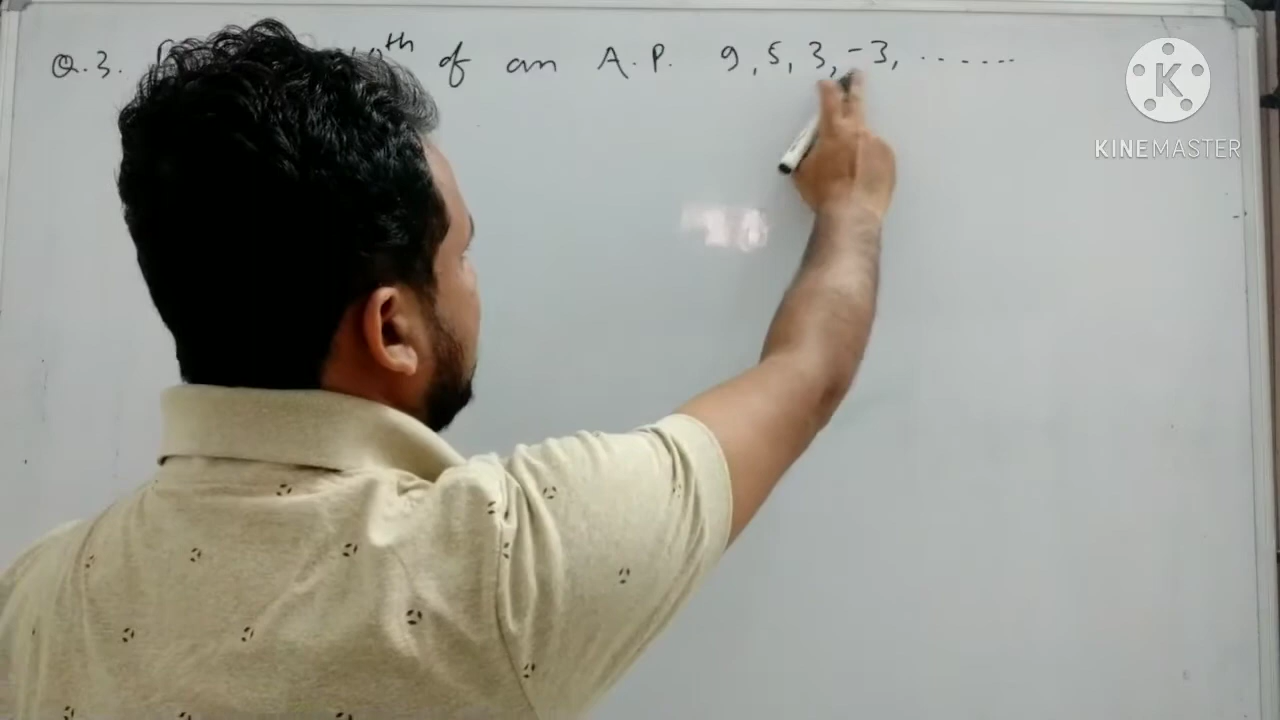 Q.3. th of an A.P. 9, 5, 3, -3, .......
K
KINEMASTER